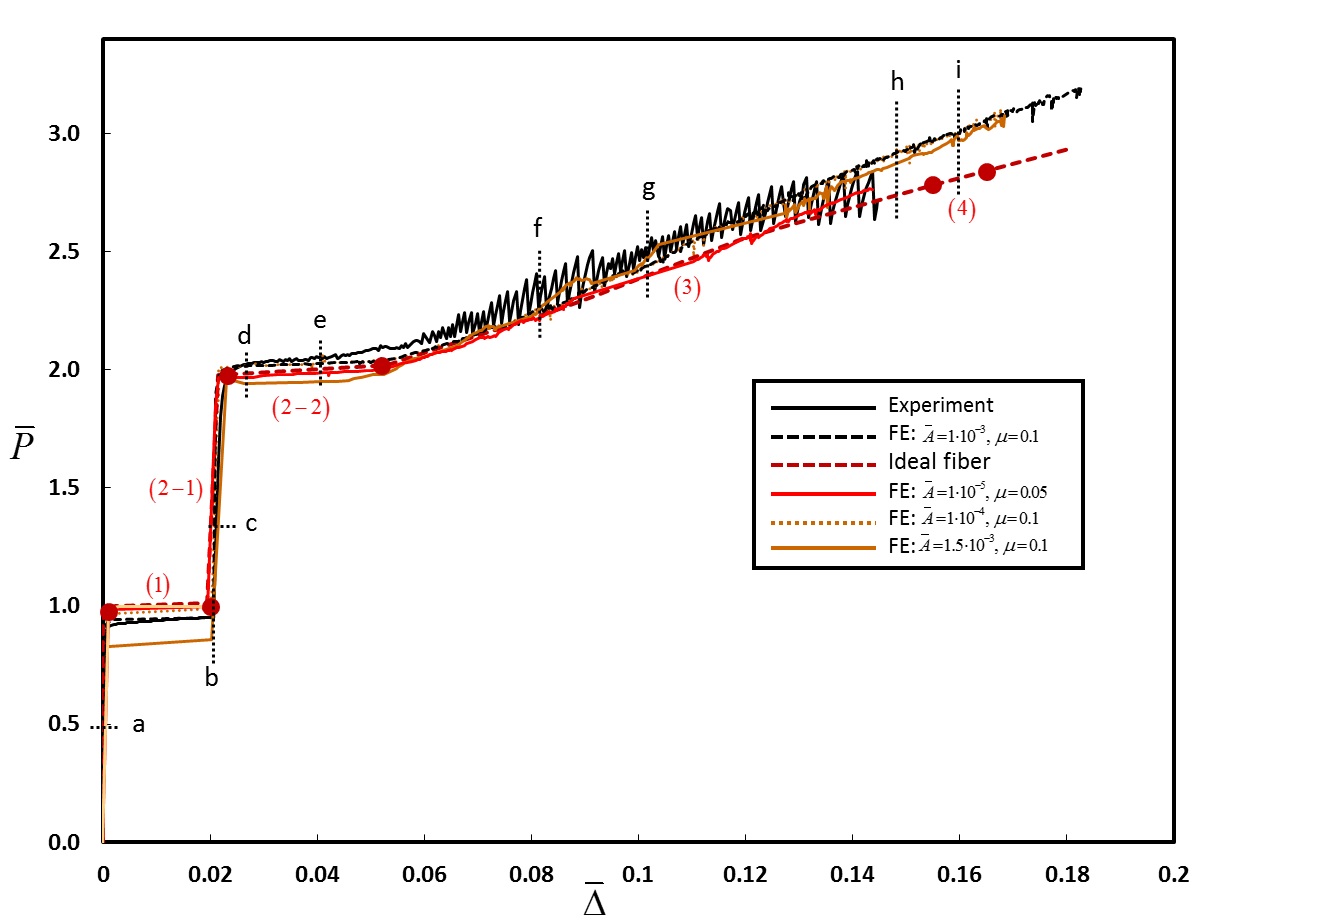 i
h
3.0
g
(4)
f
2.5
(3)
d
e
2.0
(2-2)
Experiment
FE: A̅=1·10⁻³, μ=0.1
P̅
Ideal fiber
1.5
(2-1)
FE: A̅=1·10⁻⁵, μ=0.05
c
FE: A̅=1·10⁻⁴, μ=0.1
FE: A̅=1.5·10⁻³, μ=0.1
(1)
1.0
b
0.5
a
0.0
0 0.02 0.04 0.06 0.08 0.1 0.12 0.14 0.16 0.18 0.2
Δ̅